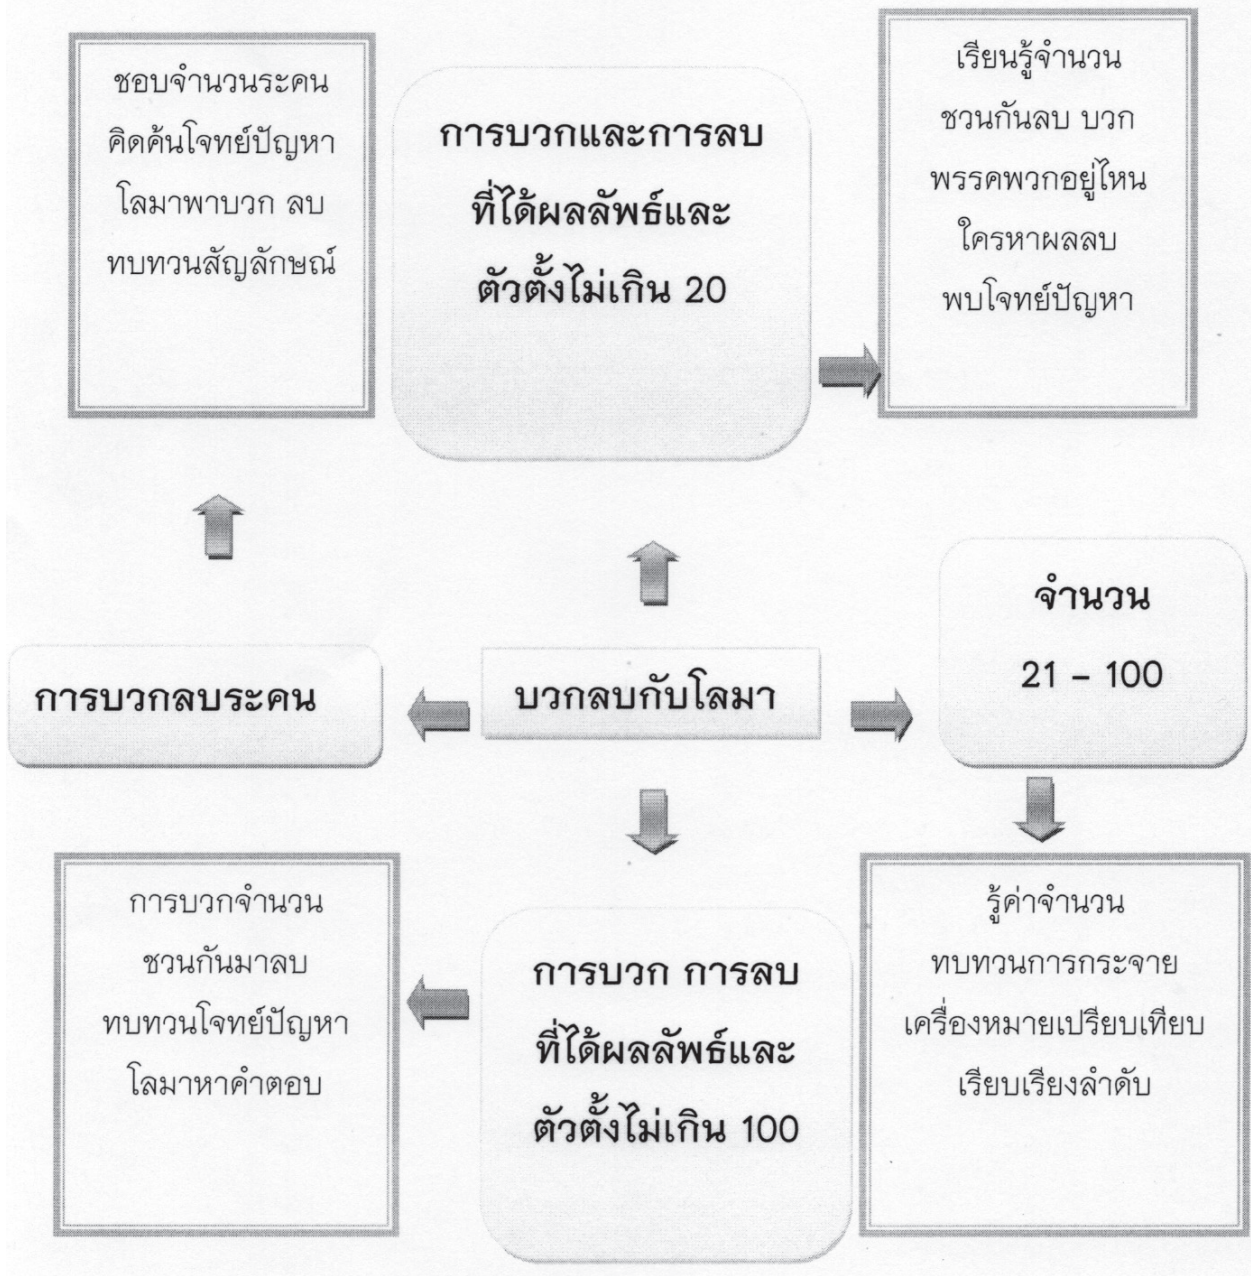 ชอบจำนวนระคน
คิดค้นโจทย์ปัญหา
โลมาพาบวก ลบ
ทบทวนสัญลักษณ์
การบวกและการลบ
ที่ได้ผลลัพธ์และ
ตัวตั้งไม่เกิน 20
เรียนรู้จำนวน
ชวนกันลบ บวก
พรรคพวกอยู่ไหน
ใครหาผลลบ
พบโจทย์ปัญหา
การบวกลบระคน
บวกลบกับโลมา
จำนวน
21 – 100
การบวกจำนวน
ชวนกันมาลบ
ทบทวนโจทย์ปัญหา
โลมาหาคำตอบ
การบวก การลบ
ที่ได้ผลลัพธ์และ
ตัวตั้งไม่เกิน 100
รู้ค่าจำนวน
ทบทวนการกระจาย
เครื่องหมายเปรียบเทียบ
เรียบเรียงลำดับ